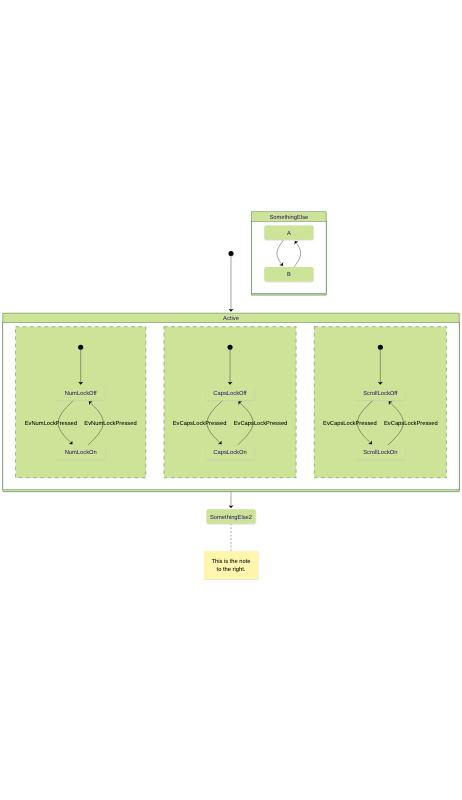 SomethingElse
A
B
Active
NumLockOff
CapsLockOff
ScrollLockOff
EvNumLockPressed
EvNumLockPressed
EvCapsLockPressed
EvCapsLockPressed
EvCapsLockPressed
EvCapsLockPressed
NumLockOn
CapsLockOn
ScrollLockOn
SomethingElse2
This is the note
to the right.